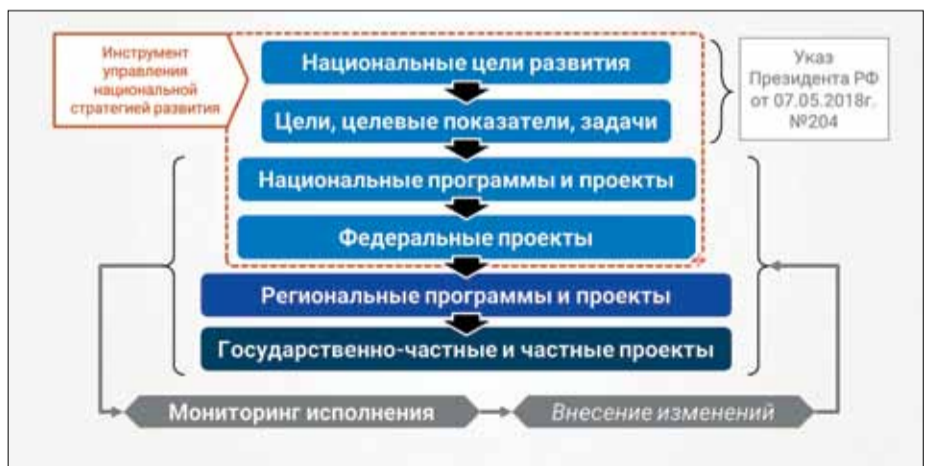 Инструмент
управления
национальной
стратегией развития
Национальные цели развития
Цели, целевые показатели, задачи
Указ
Президента РФ
от 07.05.2018г.
№204
Национальные программы и проекты
Федеральные проекты
Региональные программы и проекты
Государственно-частные и частные проекты
Мониторинг исполнения
Внесение изменений